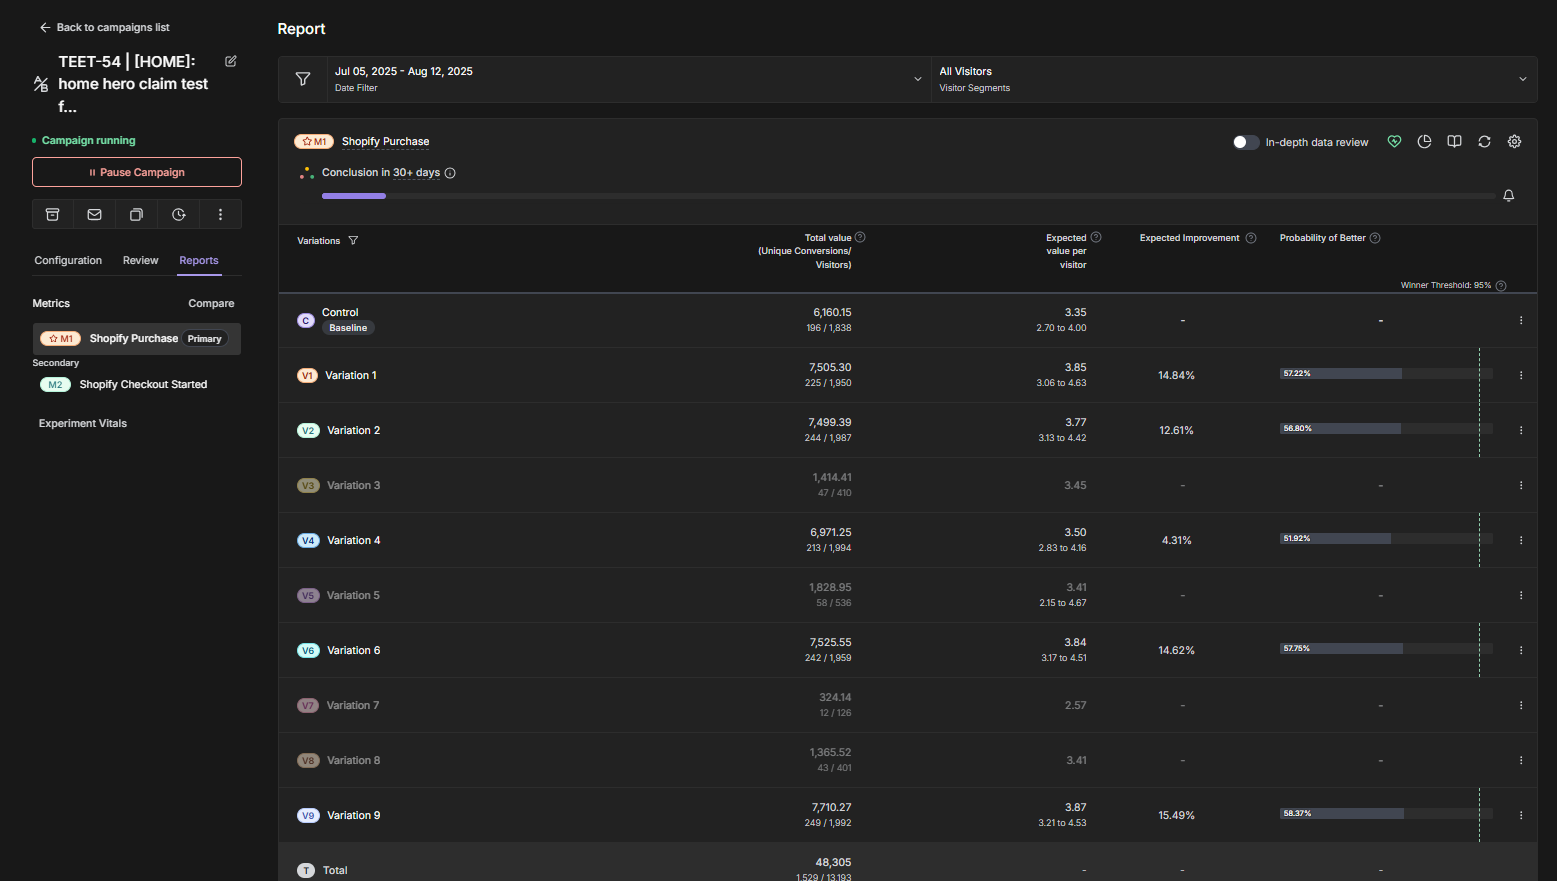 Back to campaigns list
TEET-54 | [HOME]:
home hero claim test
f...
Campaign running
Pause Campaign
Configuration
Review
Reports
Metrics
Compare
M1
Shopify Purchase
Primary
Secondary
M2
Shopify Checkout Started
Experiment Vitals
Report
Jul 05, 2025 - Aug 12, 2025
Date Filter
All Visitors
Visitor Segments
M1
Shopify Purchase
In-depth data review
Conclusion in 30+ days
Variations
Total value
(Unique Conversions/
Visitors)
Expected
value per
visitor
Expected Improvement
Probability of Better
Winner Threshold: 95%
C
Control
Baseline
6,160.15
196 / 1,838
3.35
2.70 to 4.00
-
-
V1
Variation 1
7,505.30
225 / 1,950
3.85
3.06 to 4.63
14.84%
57.22%
V2
Variation 2
7,499.39
244 / 1,987
3.77
3.13 to 4.42
12.61%
56.80%
V3
Variation 3
1,414.41
47 / 410
3.45
-
-
V4
Variation 4
6,971.25
213 / 1,994
3.50
2.83 to 4.16
4.31%
51.92%
V5
Variation 5
1,828.95
58 / 536
3.41
2.15 to 4.67
-
-
V6
Variation 6
7,525.55
242 / 1,959
3.84
3.17 to 4.51
14.62%
57.75%
V7
Variation 7
324.14
12 / 126
2.57
-
-
V8
Variation 8
1,365.52
43 / 401
3.41
-
-
V9
Variation 9
7,710.27
249 / 1,992
3.87
3.21 to 4.53
15.49%
58.37%
T
Total
48,305
1,529 / 13,193
-
-
-